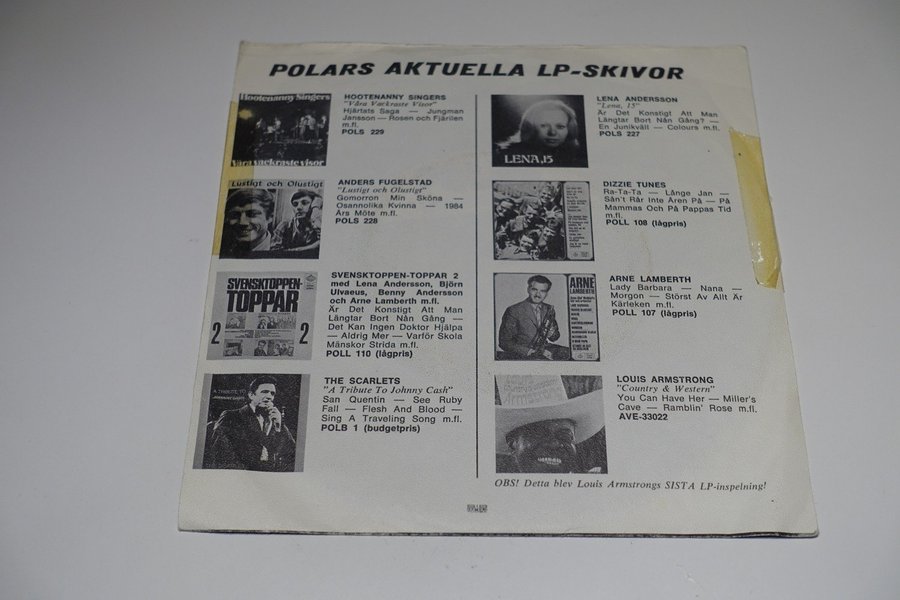 POLARS AKTUELLA LP-SKIVOR
Hootenanny Singers
Våra vackraste visor
HOOTENANNY SINGERS
"Våra Vackraste Visor"
Hjärtats Saga — Jungman
Jansson — Rosen och Fjärilen
m.fl.
POLS 229
Lustigt och Olustigt
ANDERS FUGELSTAD
"Lustigt och Olustigt"
Gomorron Min Sköna —
Osannolika Kvinna — 1984
Års Möte m.fl.
POLS 228
SVENSKTOPPEN-
TOPPAR
2 2
SVENSKTOPPEN-TOPPAR 2
med Lena Andersson, Björn
Ulvaeus, Benny Andersson
och Arne Lamberth m.fl.
Är Det Konstigt Att Man
Längtar Bort Nån Gång —
Det Kan Ingen Doktor Hjälpa
— Aldrig Mer — Varför Skola
Mänskor Strida m.fl.
POLL 110 (lågpris)
A TRIBUTE TO
JOHNNY CASH
THE SCARLETS
"A Tribute To Johnny Cash"
San Quentin — See Ruby
Fall — Flesh And Blood —
Sing A Traveling Song m.fl.
POLB 1 (budgetpris)
LENA, 15
LENA ANDERSSON
"Lena, 15"
Är Det Konstigt Att Man
Längtar Bort Nån Gång? —
En Junikväll — Colours m.fl.
POLS 227
DIZZIE TUNES
Ra-Ta-Ta — Långe Jan —
Sån't Rår Inte Åren På — På
Mammas Och På Pappas Tid
m.fl.
POLL 108 (lågpris)
ARNE
LAMBERTH
ARNE LAMBERTH
Lady Barbara — Nana —
Morgon — Störst Av Allt Är
Kärleken m.fl.
POLL 107 (lågpris)
Armstrong
LOUIS ARMSTRONG
"Country & Western"
You Can Have Her — Miller's
Cave — Ramblin' Rose m.fl.
AVE-33022
OBS! Detta blev Louis Armstrongs SISTA LP-inspelning!